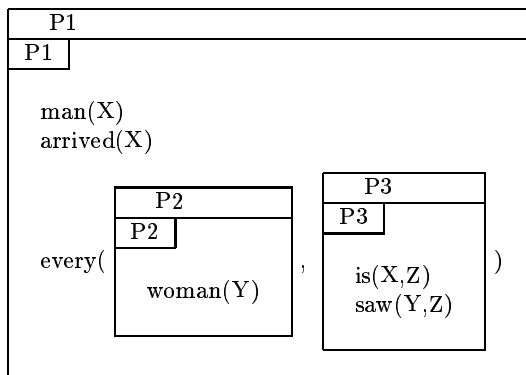 P1
P1
man(X)
arrived(X)
every(
P2
P2
woman(Y)
,
P3
P3
is(X,Z)
saw(Y,Z)
)